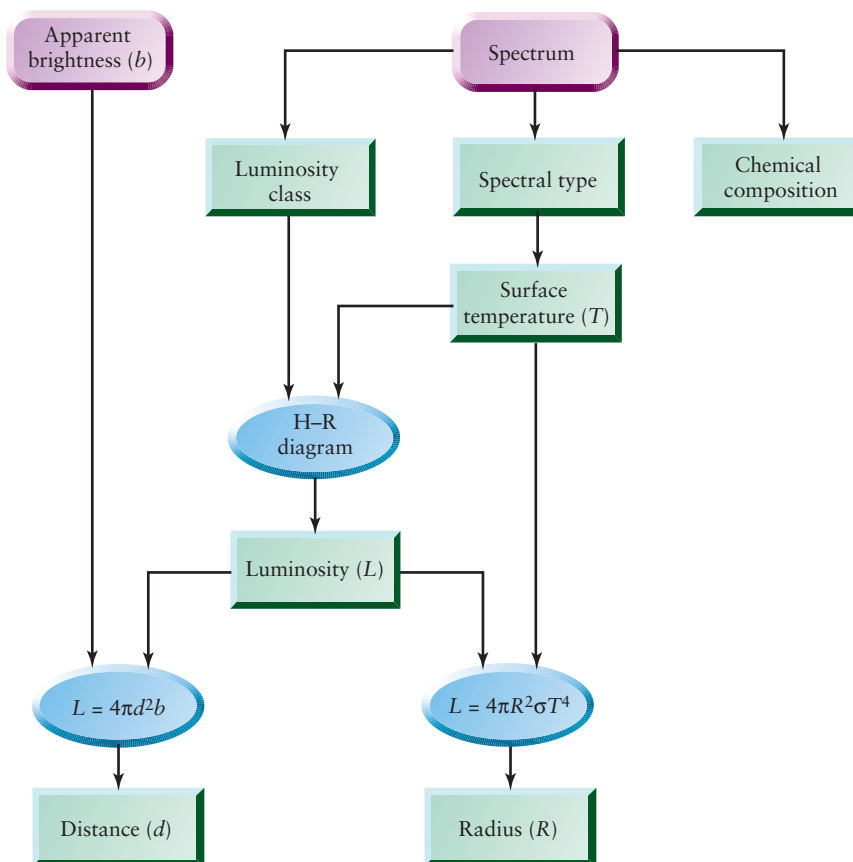 Apparent
brightness (b)
Spectrum
Luminosity
class
Spectral type
Chemical
composition
Surface
temperature (T)
H–R
diagram
Luminosity (L)
L = 4πd²b
L = 4πR²σT⁴
Distance (d)
Radius (R)